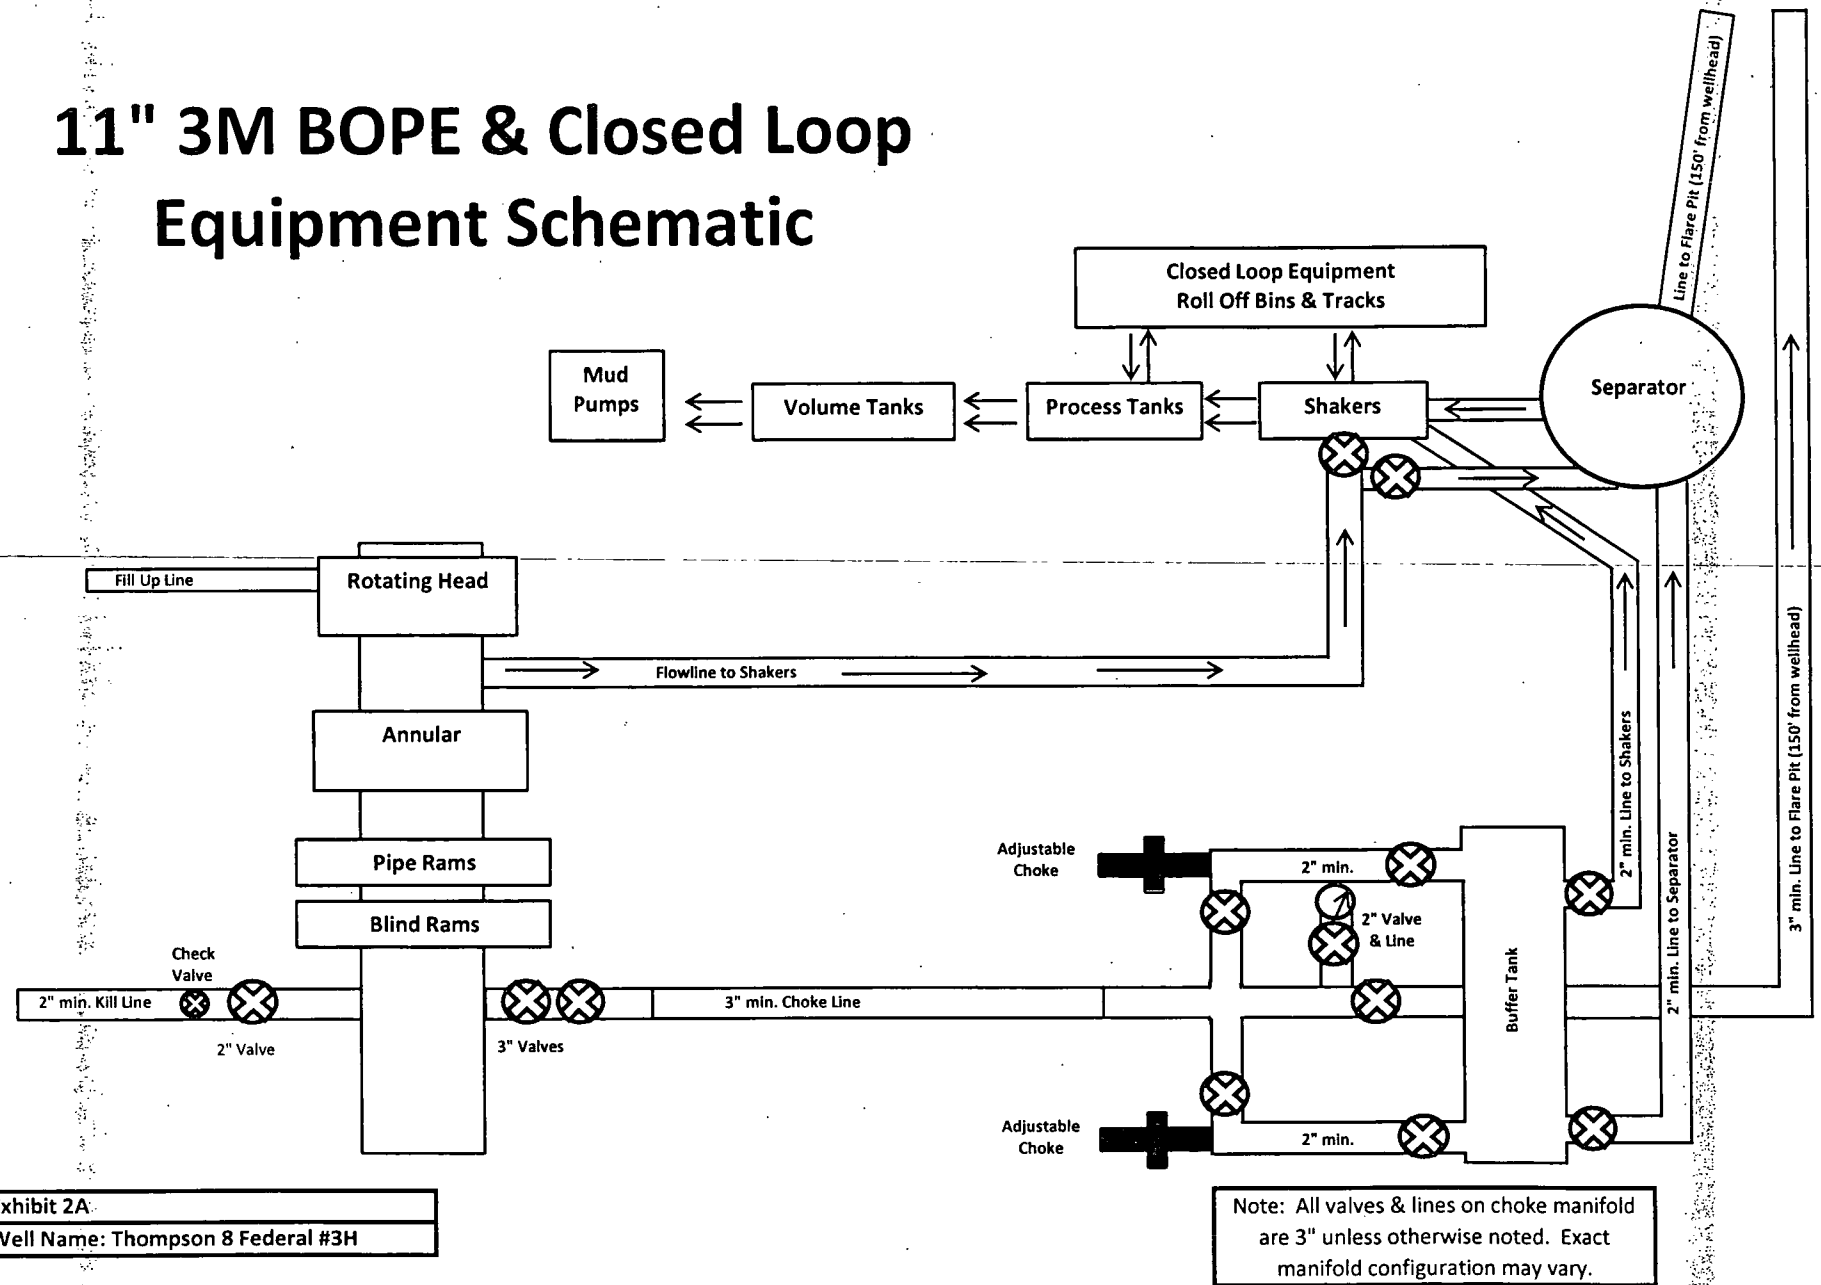 11" 3M BOPE & Closed Loop
Equipment Schematic
Line to Flare Pit (150' from wellhead)
Closed Loop Equipment
Roll Off Bins & Tracks
Mud
Pumps
Volume Tanks
Process Tanks
Shakers
Separator
Fill Up Line
Rotating Head
Flowline to Shakers
Annular
Pipe Rams
Blind Rams
Check
Valve
2" min. Kill Line
2" Valve
3" Valves
3" min. Choke Line
Adjustable
Choke
2" min.
2" Valve
& Line
Adjustable
Choke
2" min.
Buffer Tank
2" min. Line to Shakers
2" min. Line to Separator
3" min. Line to Flare Pit (150' from wellhead)
xhibit 2A
Well Name: Thompson 8 Federal #3H
Note: All valves & lines on choke manifold
are 3" unless otherwise noted. Exact
manifold configuration may vary.